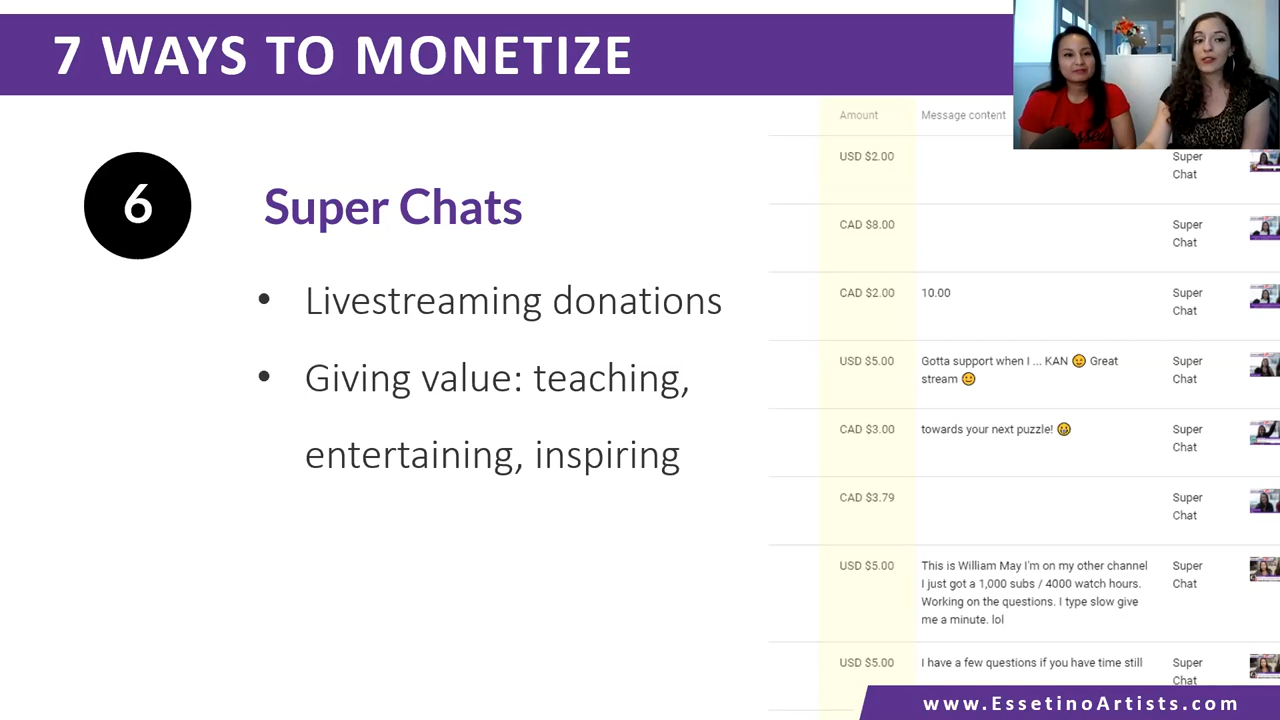 7 WAYS TO MONETIZE
6
Super Chats
• Livestreaming donations
• Giving value: teaching,
entertaining, inspiring
Amount Message content
USD $2.00 Super
Chat
CAD $8.00 Super
Chat
CAD $2.00 10.00 Super
Chat
USD $5.00 Gotta support when I ... KAN 😉 Great Super
stream 🙂 Chat
CAD $3.00 towards your next puzzle! 😀 Super
Chat
CAD $3.79 Super
Chat
USD $5.00 This is William May I'm on my other channel Super
I just got a 1,000 subs / 4000 watch hours. Chat
Working on the questions. I type slow give
me a minute. lol
USD $5.00 I have a few questions if you have time still Super
Chat
www.EssetinoArtists.com